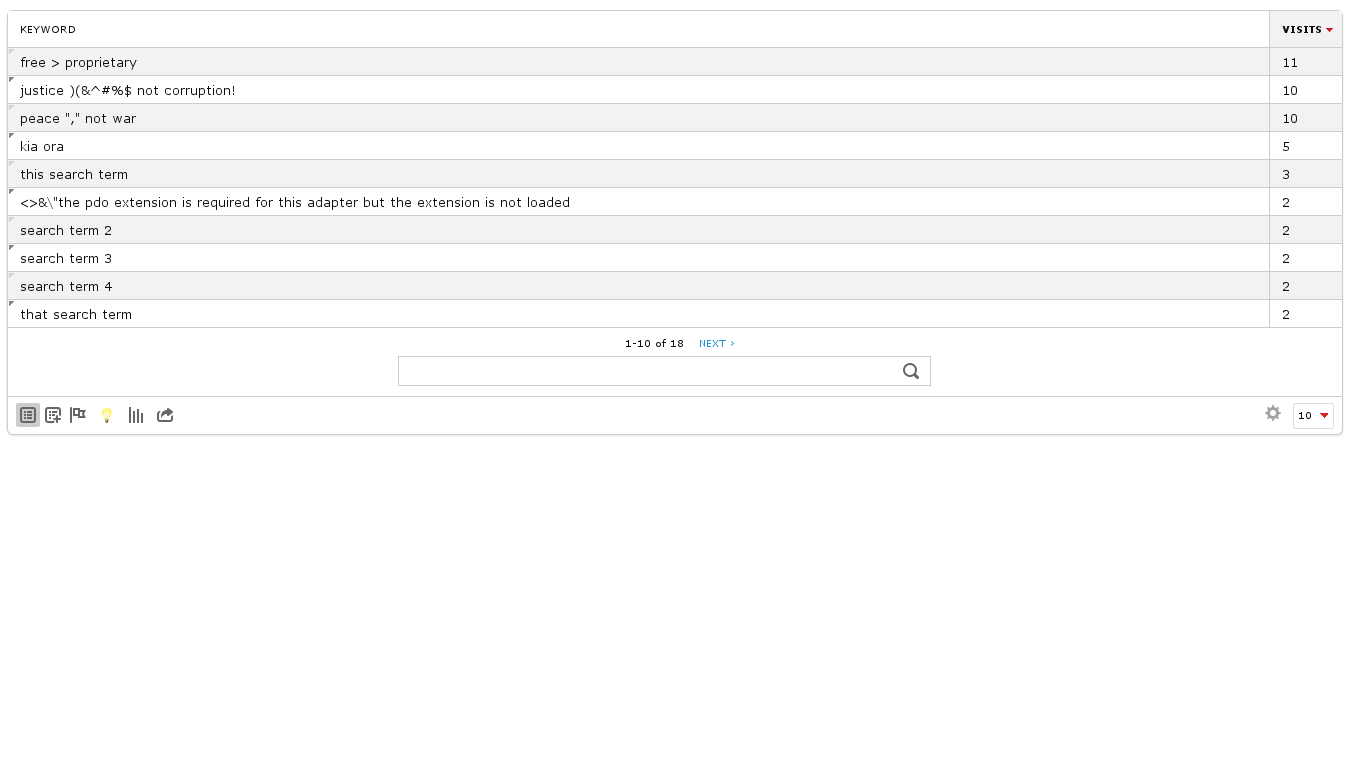 KEYWORD VISITS
free > proprietary 11
justice )(&^#%$ not corruption! 10
peace "," not war 10
kia ora 5
this search term 3
<>&\"the pdo extension is required for this adapter but the extension is not loaded 2
search term 2 2
search term 3 2
search term 4 2
that search term 2
1-10 of 18 NEXT ›
10